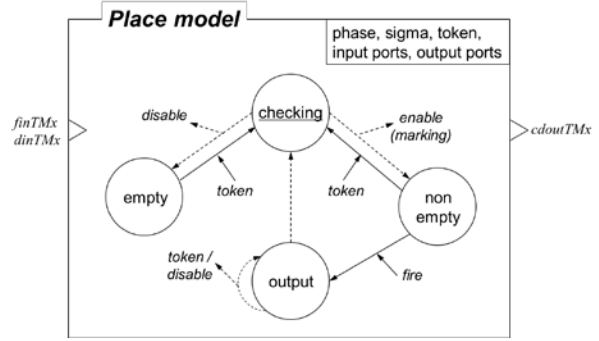 Place model
phase, sigma, token,
input ports, output ports
finTMx
dinTMx
cdoutTMx
disable
checking
enable
(marking)
empty
token
token
non
empty
token /
disable
output
fire